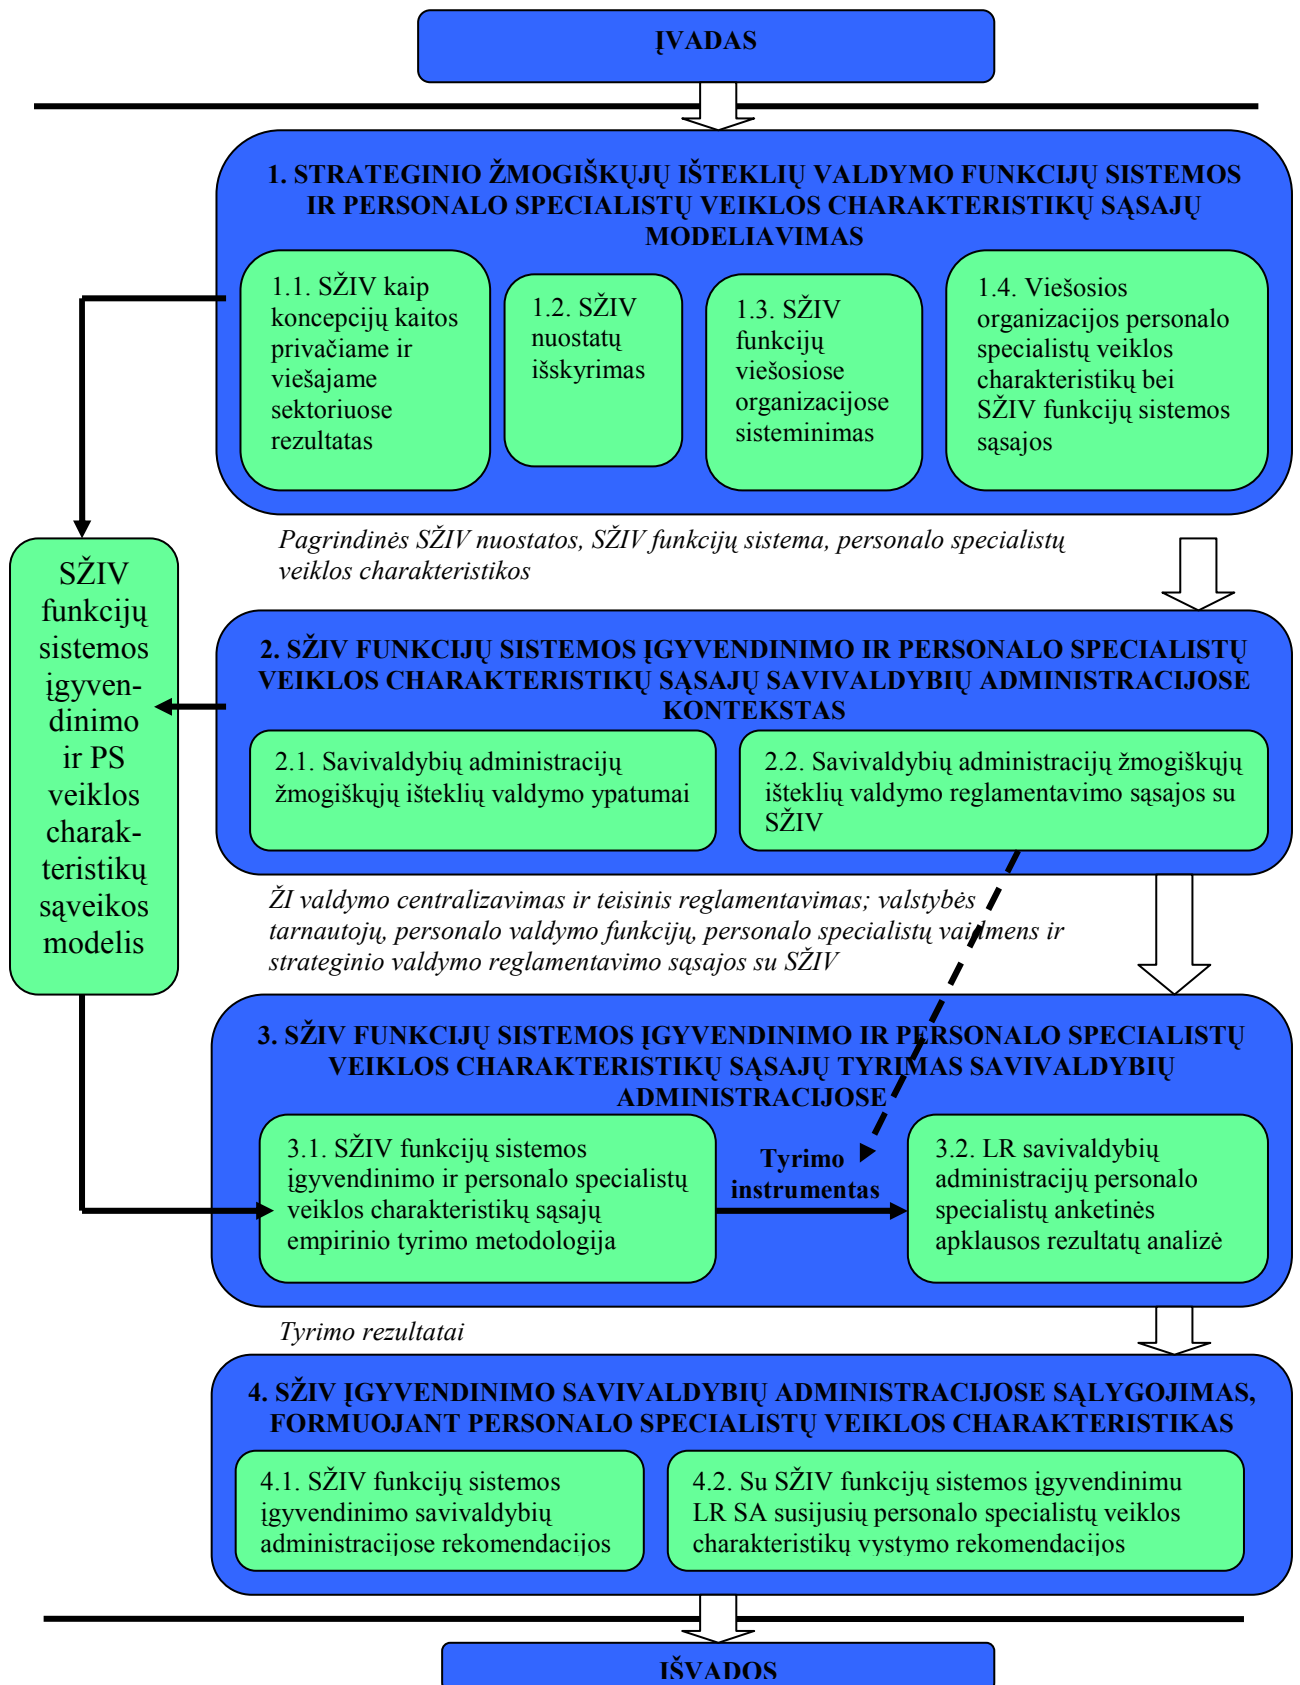 ĮVADAS
1. STRATEGINIO ŽMOGIŠKŲJŲ IŠTEKLIŲ VALDYMO FUNKCIJŲ SISTEMOS
IR PERSONALO SPECIALISTŲ VEIKLOS CHARAKTERISTIKŲ SĄSAJŲ
MODELIAVIMAS
1.1. SŽIV kaip
koncepcijų kaitos
privačiame ir
viešajame
sektoriuose
rezultatas
1.2. SŽIV
nuostatų
išskyrimas
1.3. SŽIV
funkcijų
viešosiose
organizacijose
sisteminimas
1.4. Viešosios
organizacijos personalo
specialistų veiklos
charakteristikų bei
SŽIV funkcijų sistemos
sąsajos
Pagrindinės SŽIV nuostatos, SŽIV funkcijų sistema, personalo specialistų
veiklos charakteristikos
SŽIV
funkcijų
sistemos
įgyven-
dinimo
ir PS
veiklos
charak-
teristikų
sąveikos
modelis
2. SŽIV FUNKCIJŲ SISTEMOS ĮGYVENDINIMO IR PERSONALO SPECIALISTŲ
VEIKLOS CHARAKTERISTIKŲ SĄSAJŲ SAVIVALDYBIŲ ADMINISTRACIJOSE
KONTEKSTAS
2.1. Savivaldybių administracijų
žmogiškųjų išteklių valdymo ypatumai
2.2. Savivaldybių administracijų žmogiškųjų
išteklių valdymo reglamentavimo sąsajos su
SŽIV
ŽI valdymo centralizavimas ir teisinis reglamentavimas; valstybės
tarnautojų, personalo valdymo funkcijų, personalo specialistų vaidmens ir
strateginio valdymo reglamentavimo sąsajos su SŽIV
3. SŽIV FUNKCIJŲ SISTEMOS ĮGYVENDINIMO IR PERSONALO SPECIALISTŲ
VEIKLOS CHARAKTERISTIKŲ SĄSAJŲ TYRIMAS SAVIVALDYBIŲ
ADMINISTRACIJOSE
3.1. SŽIV funkcijų sistemos
įgyvendinimo ir personalo specialistų
veiklos charakteristikų sąsajų
empirinio tyrimo metodologija
Tyrimo
instrumentas
3.2. LR savivaldybių
administracijų personalo
specialistų anketinės
apklausos rezultatų analizė
Tyrimo rezultatai
4. SŽIV ĮGYVENDINIMO SAVIVALDYBIŲ ADMINISTRACIJOSE SĄLYGOJIMAS,
FORMUOJANT PERSONALO SPECIALISTŲ VEIKLOS CHARAKTERISTIKAS
4.1. SŽIV funkcijų sistemos
įgyvendinimo savivaldybių
administracijose rekomendacijos
4.2. Su SŽIV funkcijų sistemos įgyvendinimu
LR SA susijusių personalo specialistų veiklos
charakteristikų vystymo rekomendacijos
IŠVADOS